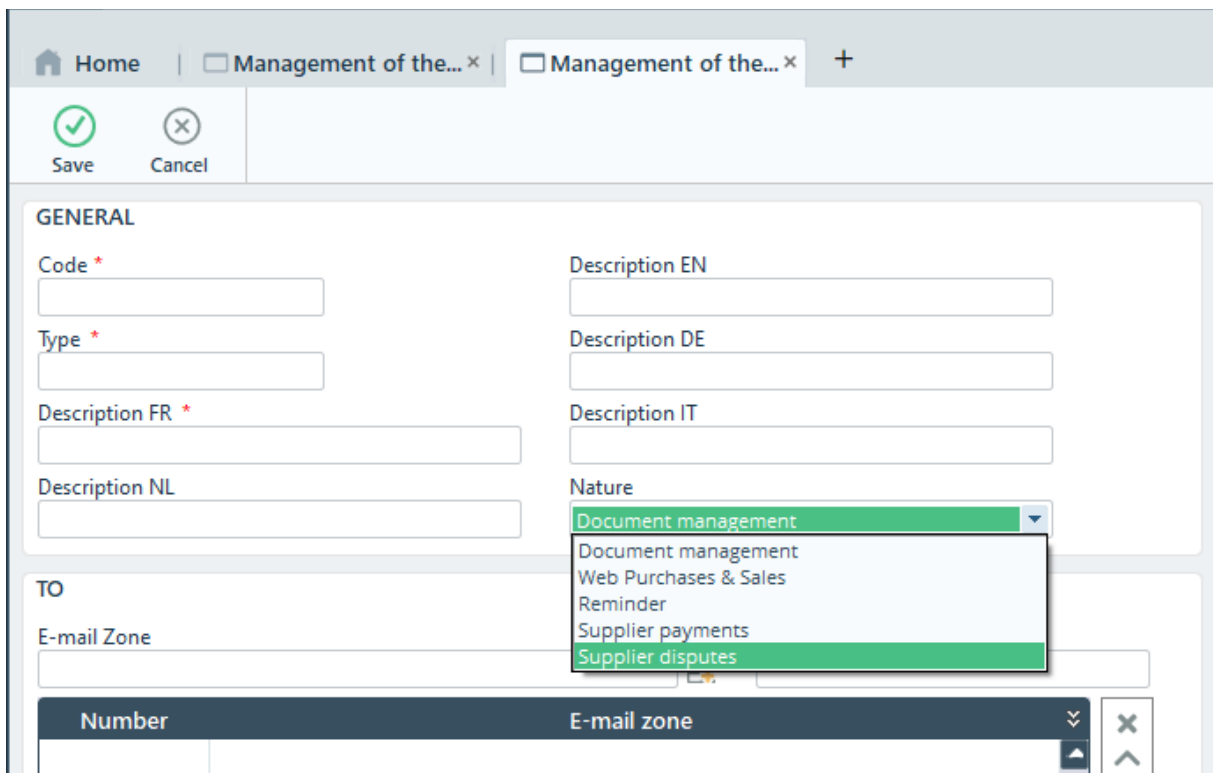 Home | Management of the... × | Management of the... × +
Save Cancel
GENERAL
Code * Description EN
Type * Description DE
Description FR * Description IT
Description NL Nature
Document management
Document management
Web Purchases & Sales
Reminder
Supplier payments
Supplier disputes
TO
E-mail Zone
Number E-mail zone